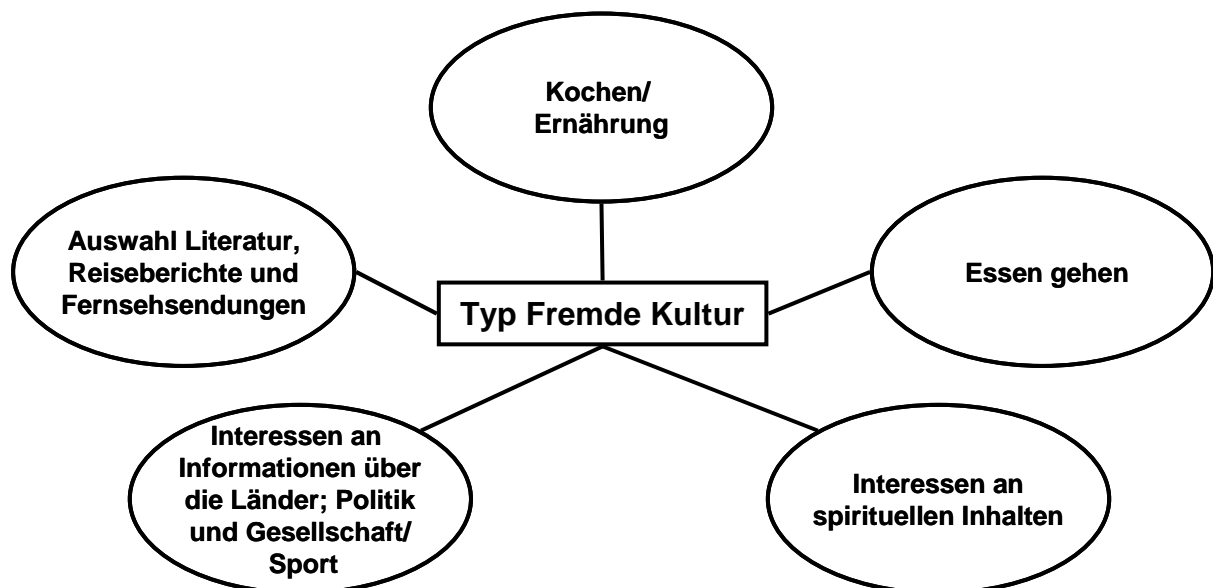 Kochen/
Ernährung
Auswahl Literatur,
Reiseberichte und
Fernsehsendungen
Essen gehen
Typ Fremde Kultur
Interessen an
Informationen über
die Länder; Politik
und Gesellschaft/
Sport
Interessen an
spirituellen Inhalten